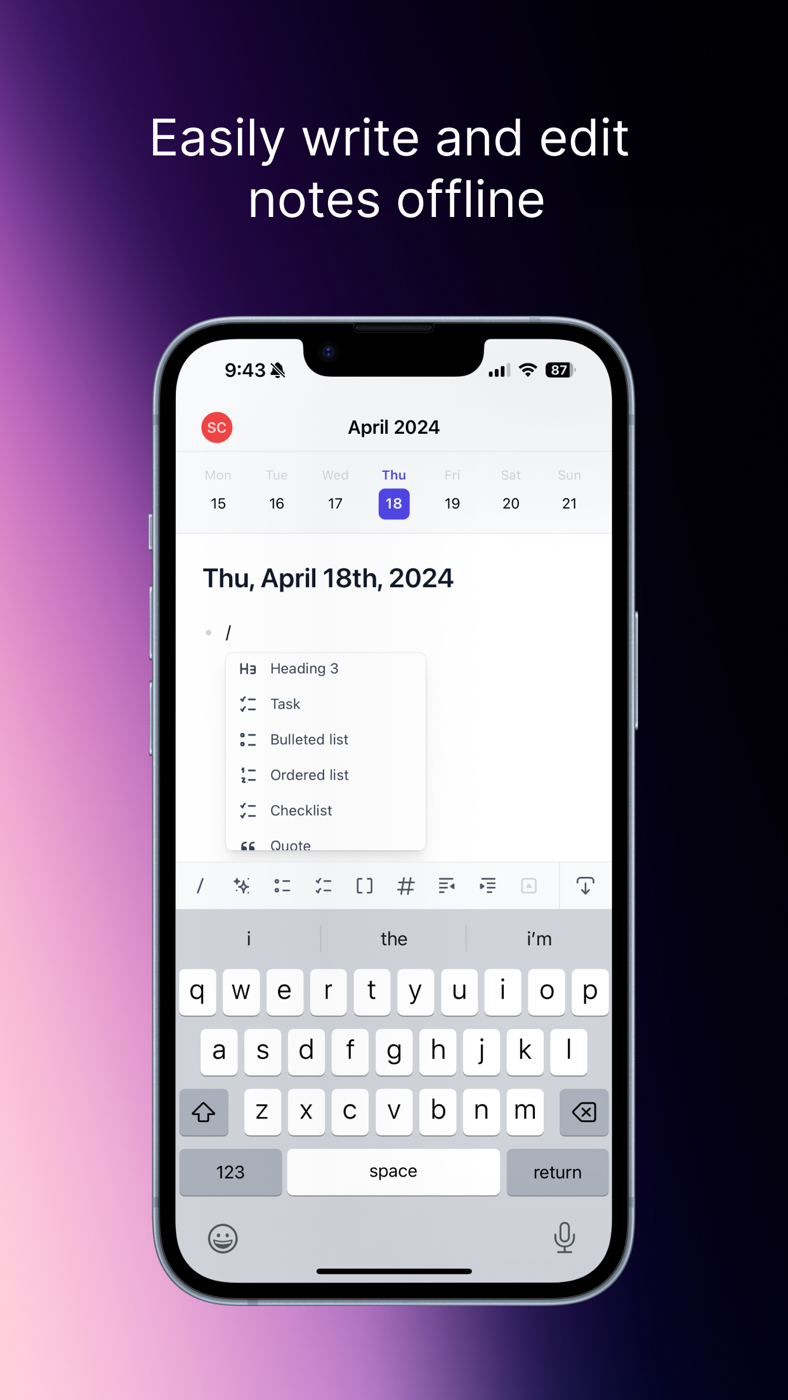 Easily write and edit
notes offline
9:43
87
SC
April 2024
Mon Tue Wed Thu Fri Sat Sun
15 16 17 18 19 20 21
Thu, April 18th, 2024
/
H3 Heading 3
Task
Bulleted list
Ordered list
Checklist
Quote
/ [] #
i the i'm
q w e r t y u i o p
a s d f g h j k l
z x c v b n m
123 space return